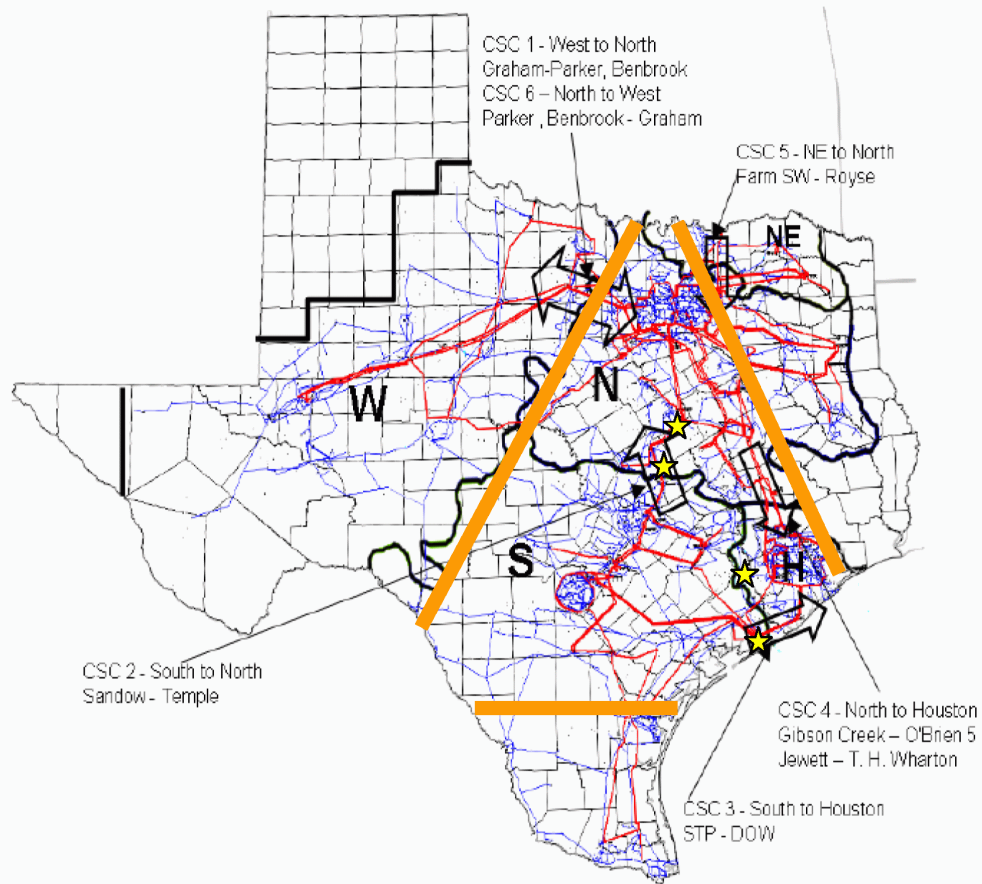 CSC 1 - West to North
Graham-Parker, Benbrook
CSC 6 – North to West
Parker , Benbrook - Graham
CSC 5 - NE to North
Farm SW - Royse
NE
W
N
S
H
CSC 2 - South to North
Sandow - Temple
CSC 4 - North to Houston
Gibson Creek – O'Brien 5
Jewett – T. H. Wharton
CSC 3 - South to Houston
STP - DOW